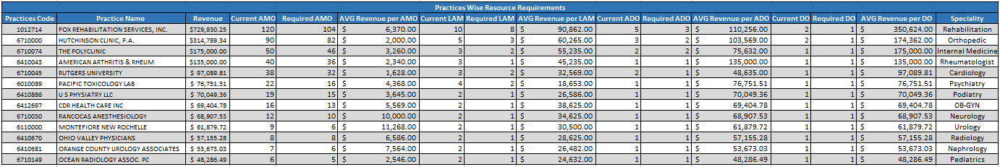 Practices Wise Resource Requirements
Practices Code Practice Name Revenue Current AMO Required AMO AVG Revenue per AMO Current LAM Required LAM AVG Revenue per LAM Current ADO Required ADO AVG Revenue per ADO Current DO Required DO AVG Revenue per DO Speciality
1012714 FOX REHABILITATION SERVICES, INC. $729,930.25 120 104 $ 6,370.00 10 8 $ 90,862.00 5 3 $ 110,256.00 2 1 $ 350,624.00 Rehabilitation
6710000 HUTCHINSON CLINIC, P.A. $314,789.34 90 82 $ 2,000.00 5 3 $ 60,265.00 3 2 $ 103,569.00 2 1 $ 174,362.00 Orthopedic
6710074 THE POLYCLINIC $175,000.00 50 46 $ 3,260.00 3 2 $ 55,235.00 2 2 $ 75,632.00 1 1 $ 175,000.00 Internal Medicine
6410043 AMERICAN ARTHRITIS & RHEUM $135,000.00 40 36 $ 2,340.00 3 1 $ 45,235.00 1 1 $ 135,000.00 1 1 $ 135,000.00 Rheumatologist
6710045 RUTGERS UNIVERSITY $ 97,089.81 38 32 $ 1,628.00 3 2 $ 32,569.00 2 1 $ 48,635.00 1 1 $ 97,089.81 Cardiology
6010089 PACIFIC TOXICOLOGY LAB $ 76,751.51 22 16 $ 4,368.00 4 2 $ 18,653.00 1 1 $ 76,751.51 1 1 $ 76,751.51 Psychiatry
6410886 U S PHYSIATRY LLC $ 70,049.36 19 15 $ 3,645.00 2 1 $ 26,586.00 1 1 $ 70,049.36 1 1 $ 70,049.36 Podiatry
6412697 CDR HEALTH CARE INC $ 69,404.78 16 13 $ 5,569.00 2 1 $ 38,625.00 1 1 $ 69,404.78 1 1 $ 69,404.78 OB-GYN
6710030 RANCOCAS ANESTHESIOLOGY $ 68,907.53 12 10 $ 10,000.00 2 1 $ 34,625.00 1 1 $ 68,907.53 1 1 $ 68,907.53 Neurology
6110000 MONTEFIORE NEW ROCHELLE $ 61,879.72 9 6 $ 11,268.00 2 1 $ 30,500.00 1 1 $ 61,879.72 1 1 $ 61,879.72 Urology
6410670 OHIO VALLEY PHYSICIANS $ 57,155.28 8 8 $ 6,586.00 2 1 $ 28,625.00 1 1 $ 57,155.28 1 1 $ 57,155.28 Radiology
6410681 ORANGE COUNTY UROLOGY ASSOCIATES $ 53,673.03 7 6 $ 7,564.00 2 1 $ 26,482.00 1 1 $ 53,673.03 1 1 $ 53,673.03 Nephrology
6710149 OCEAN RADIOLOGY ASSOC. PC $ 48,286.49 6 5 $ 2,546.00 2 1 $ 24,632.00 1 1 $ 48,286.49 1 1 $ 48,286.49 Pediatrics